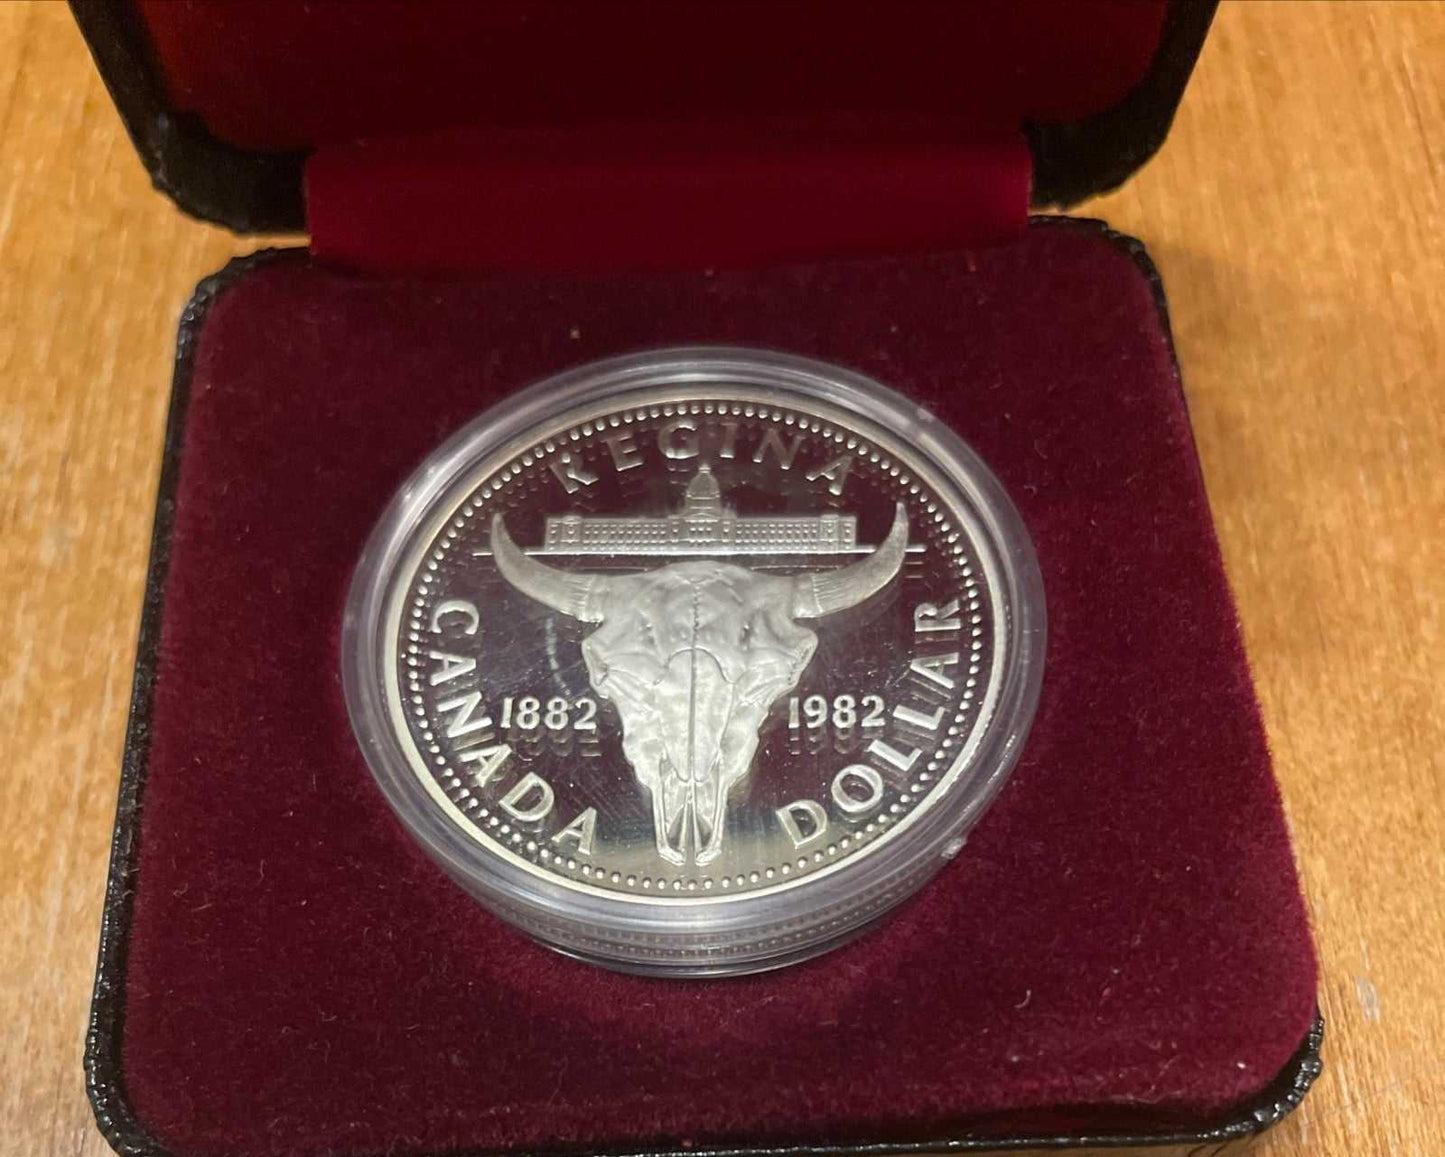 REGINA
1882 1982
CANADA DOLLAR